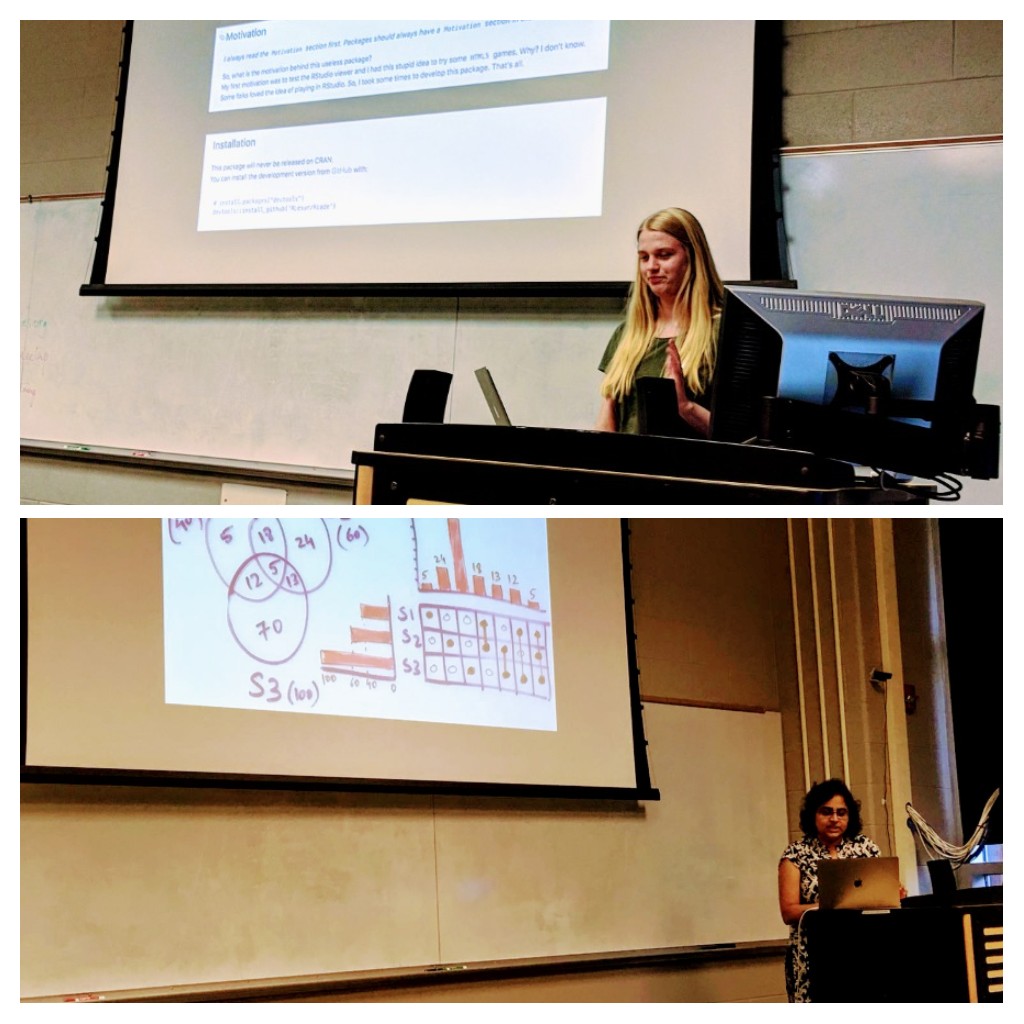 Motivation
I always read the Motivation section first. Packages should always have a Motivation section
So, what is the motivation behind this useless package?
My first motivation was to test the RStudio viewer and I had this stupid idea to try some HTML5 games. Why? I don't know.
Some folks loved the idea of playing in RStudio. So, I took some times to develop this package. That's all.
Installation
This package will never be released on CRAN.
You can install the development version from GitHub with:
# install.packages("devtools")
(40)
5
18
24
(60)
12
5
13
70
S3 (100)
5
24
18
13
12
5
S1
S2
S3
100
60
40
0